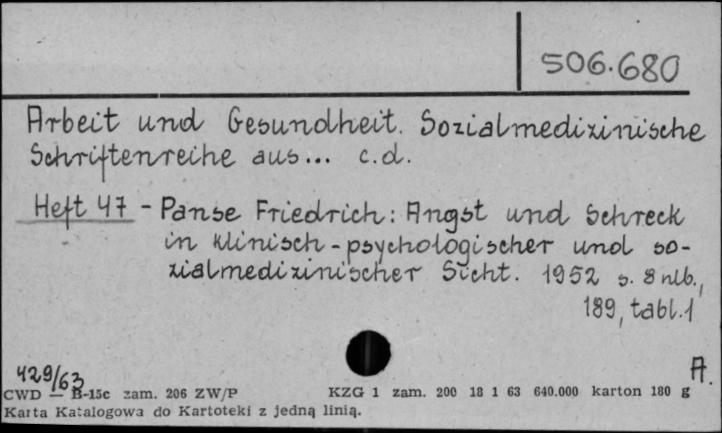 506.680
Arbeit und Gesundheit. Sozialmedizinische
Schriftenreihe aus... c.d.
Heft 47 - Panse Friedrich: Angst und Schreck
in klinisch-psychologischer und so-
zialmedizinischer Sicht. 1952 s. 8 nlb.,
189, tabl.1
429/63
A.
CWD — B-15c zam. 206 ZW/P KZG 1 zam. 200 18 1 63 640.000 karton 180 g
Karta Katalogowa do Kartoteki z jedną linią.